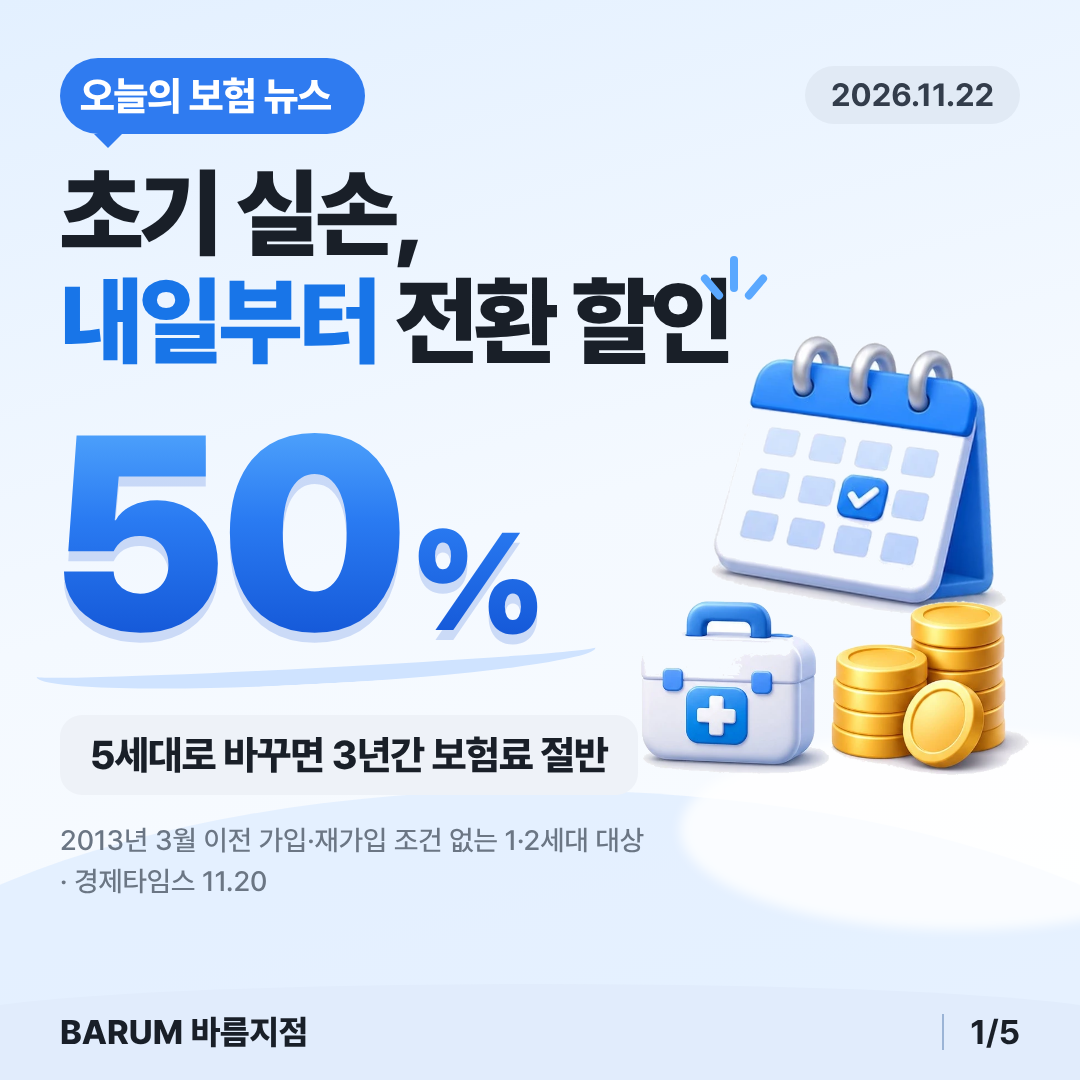 오늘의 보험 뉴스
2026.11.22
초기 실손,
내일부터 전환 할인
50%
5세대로 바꾸면 3년간 보험료 절반
2013년 3월 이전 가입·재가입 조건 없는 1·2세대 대상
· 경제타임스 11.20
BARUM 바름지점
1/5